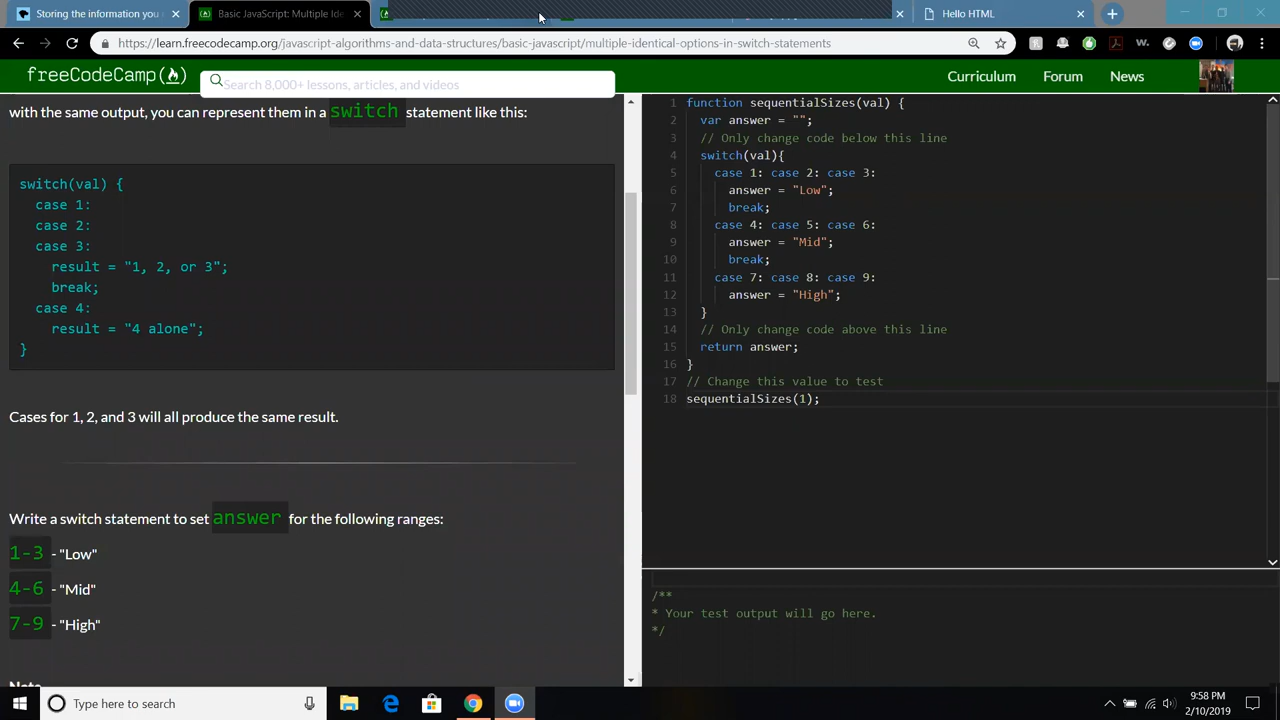 Storing the information you
Basic JavaScript: Multiple Ide
Hello HTML
https://learn.freecodecamp.org/javascript-algorithms-and-data-structures/basic-javascript/multiple-identical-options-in-switch-statements
freeCodeCamp
Search 8,000+ lessons, articles, and videos
Curriculum Forum News
with the same output, you can represent them in a switch statement like this:
switch(val) {
case 1:
case 2:
case 3:
result = "1, 2, or 3";
break;
case 4:
result = "4 alone";
}
Cases for 1, 2, and 3 will all produce the same result.
Write a switch statement to set answer for the following ranges:
1-3 - "Low"
4-6 - "Mid"
7-9 - "High"
Note
1 function sequentialSizes(val) {
2 var answer = "";
3 // Only change code below this line
4 switch(val){
5 case 1: case 2: case 3:
6 answer = "Low";
7 break;
8 case 4: case 5: case 6:
9 answer = "Mid";
10 break;
11 case 7: case 8: case 9:
12 answer = "High";
13 }
14 // Only change code above this line
15 return answer;
16 }
17 // Change this value to test
18 sequentialSizes(1);
/**
* Your test output will go here.
*/
Type here to search
9:58 PM
2/10/2019